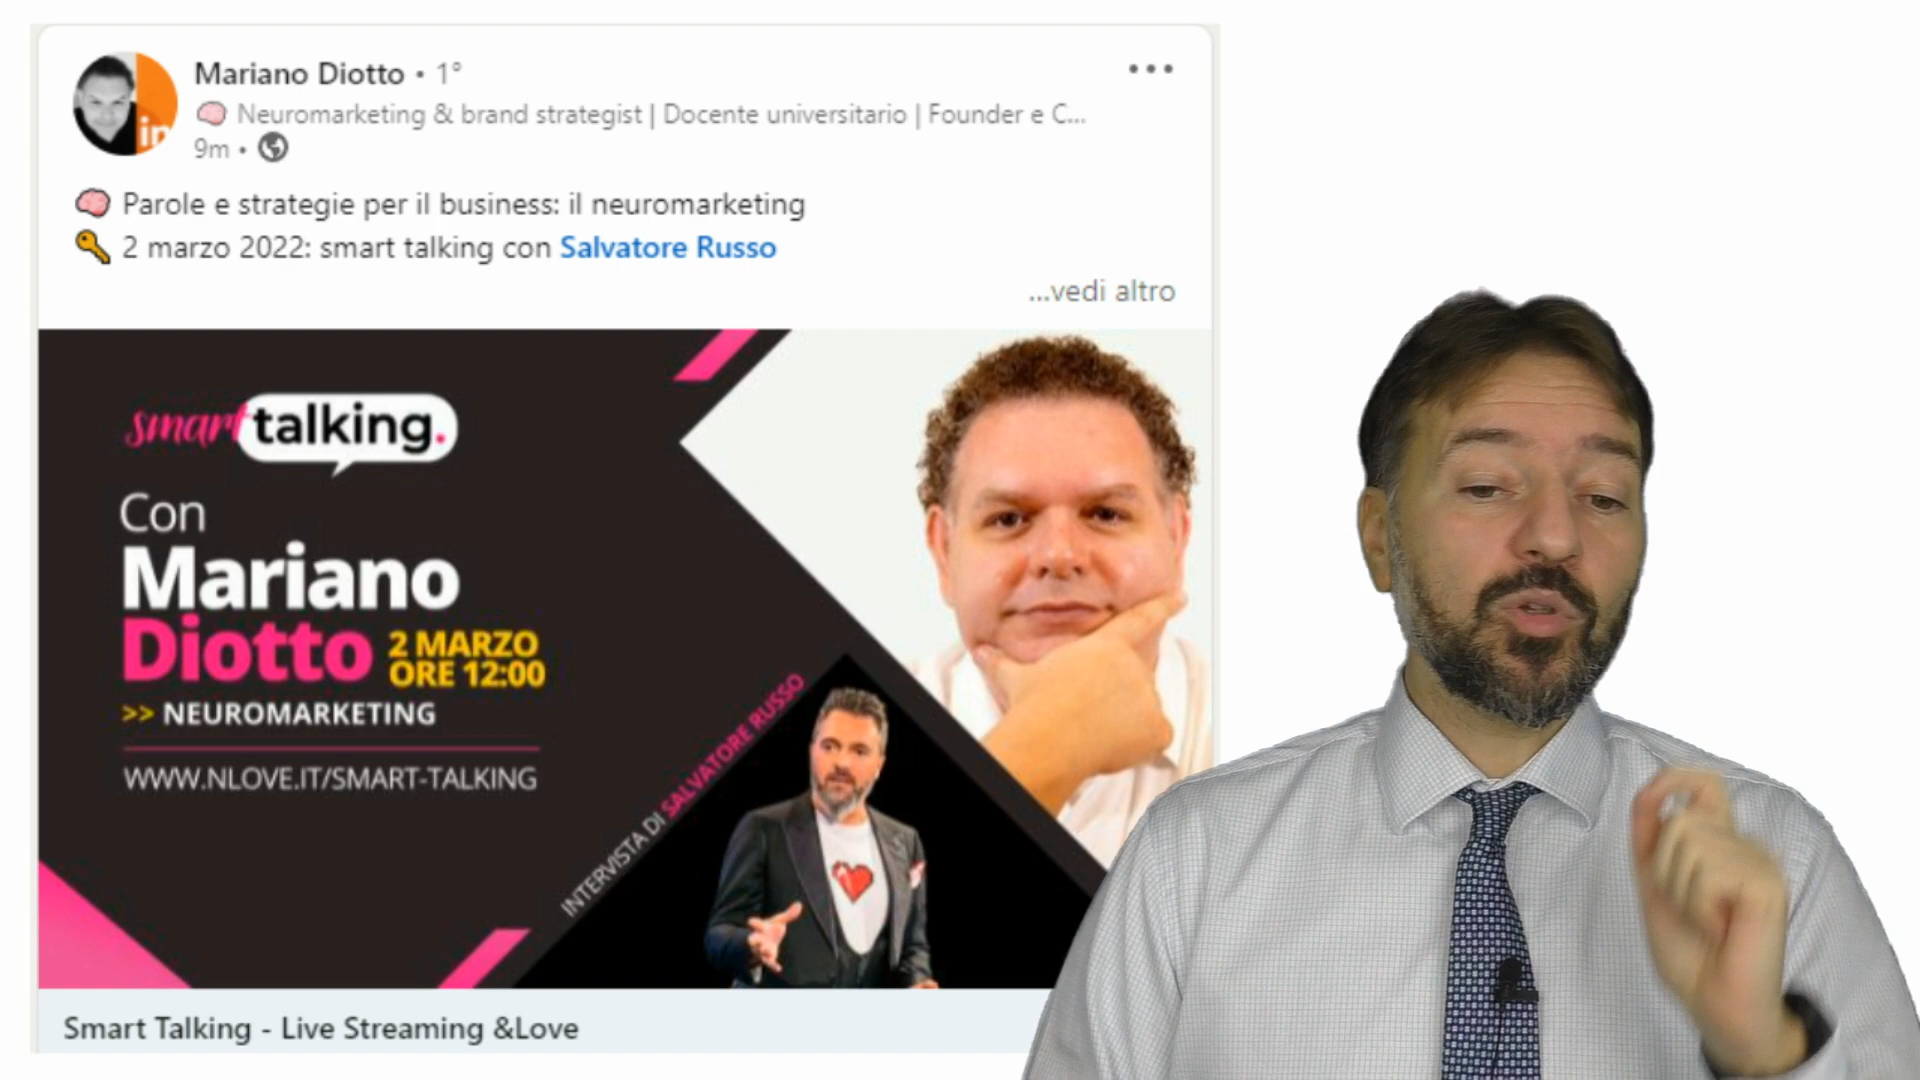 Mariano Diotto • 1°
🧠 Neuromarketing & brand strategist | Docente universitario | Founder e C...
9m •
🧠 Parole e strategie per il business: il neuromarketing
🔑 2 marzo 2022: smart talking con Salvatore Russo
...vedi altro
in
smart talking.
Con
Mariano
Diotto
2 MARZO
ORE 12:00
>> NEUROMARKETING
WWW.NLOVE.IT/SMART-TALKING
INTERVISTA DI SALVATORE RUSSO
Smart Talking - Live Streaming &Love